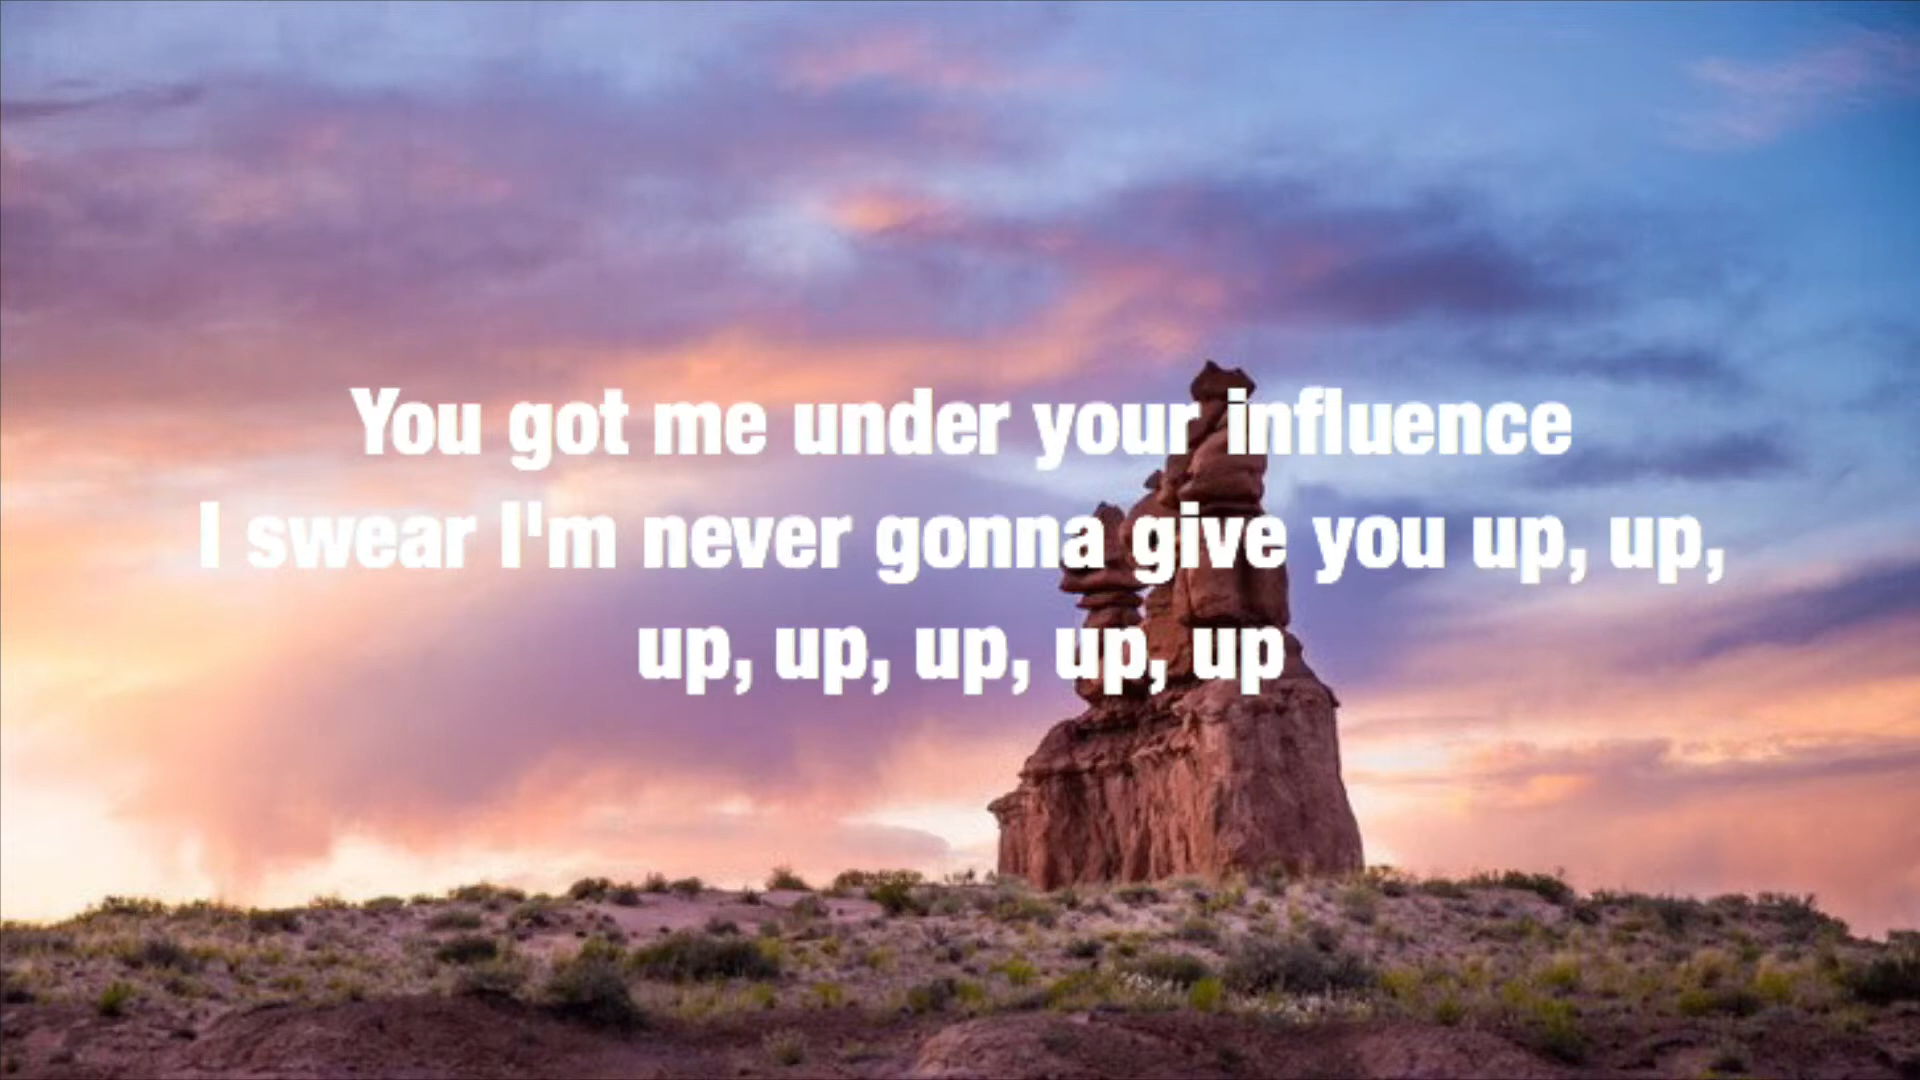 You got me under your influence
I swear I'm never gonna give you up, up,
up, up, up, up, up